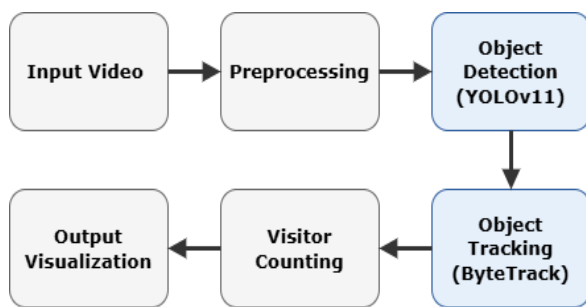 Input Video
Preprocessing
Object
Detection
(YOLOv11)
Object
Tracking
(ByteTrack)
Visitor
Counting
Output
Visualization